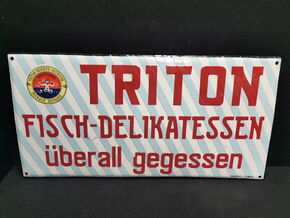 TRITON
FISCH-DELIKATESSEN
überall gegessen